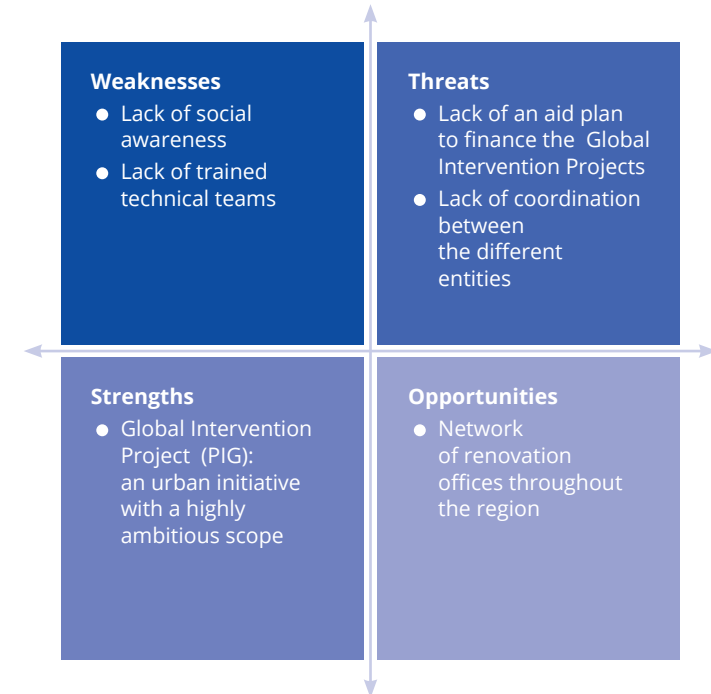 Weaknesses
● Lack of social
awareness
● Lack of trained
technical teams
Threats
● Lack of an aid plan
to finance the Global
Intervention Projects
● Lack of coordination
between
the different
entities
Strengths
● Global Intervention
Project (PIG):
an urban initiative
with a highly
ambitious scope
Opportunities
● Network
of renovation
offices throughout
the region